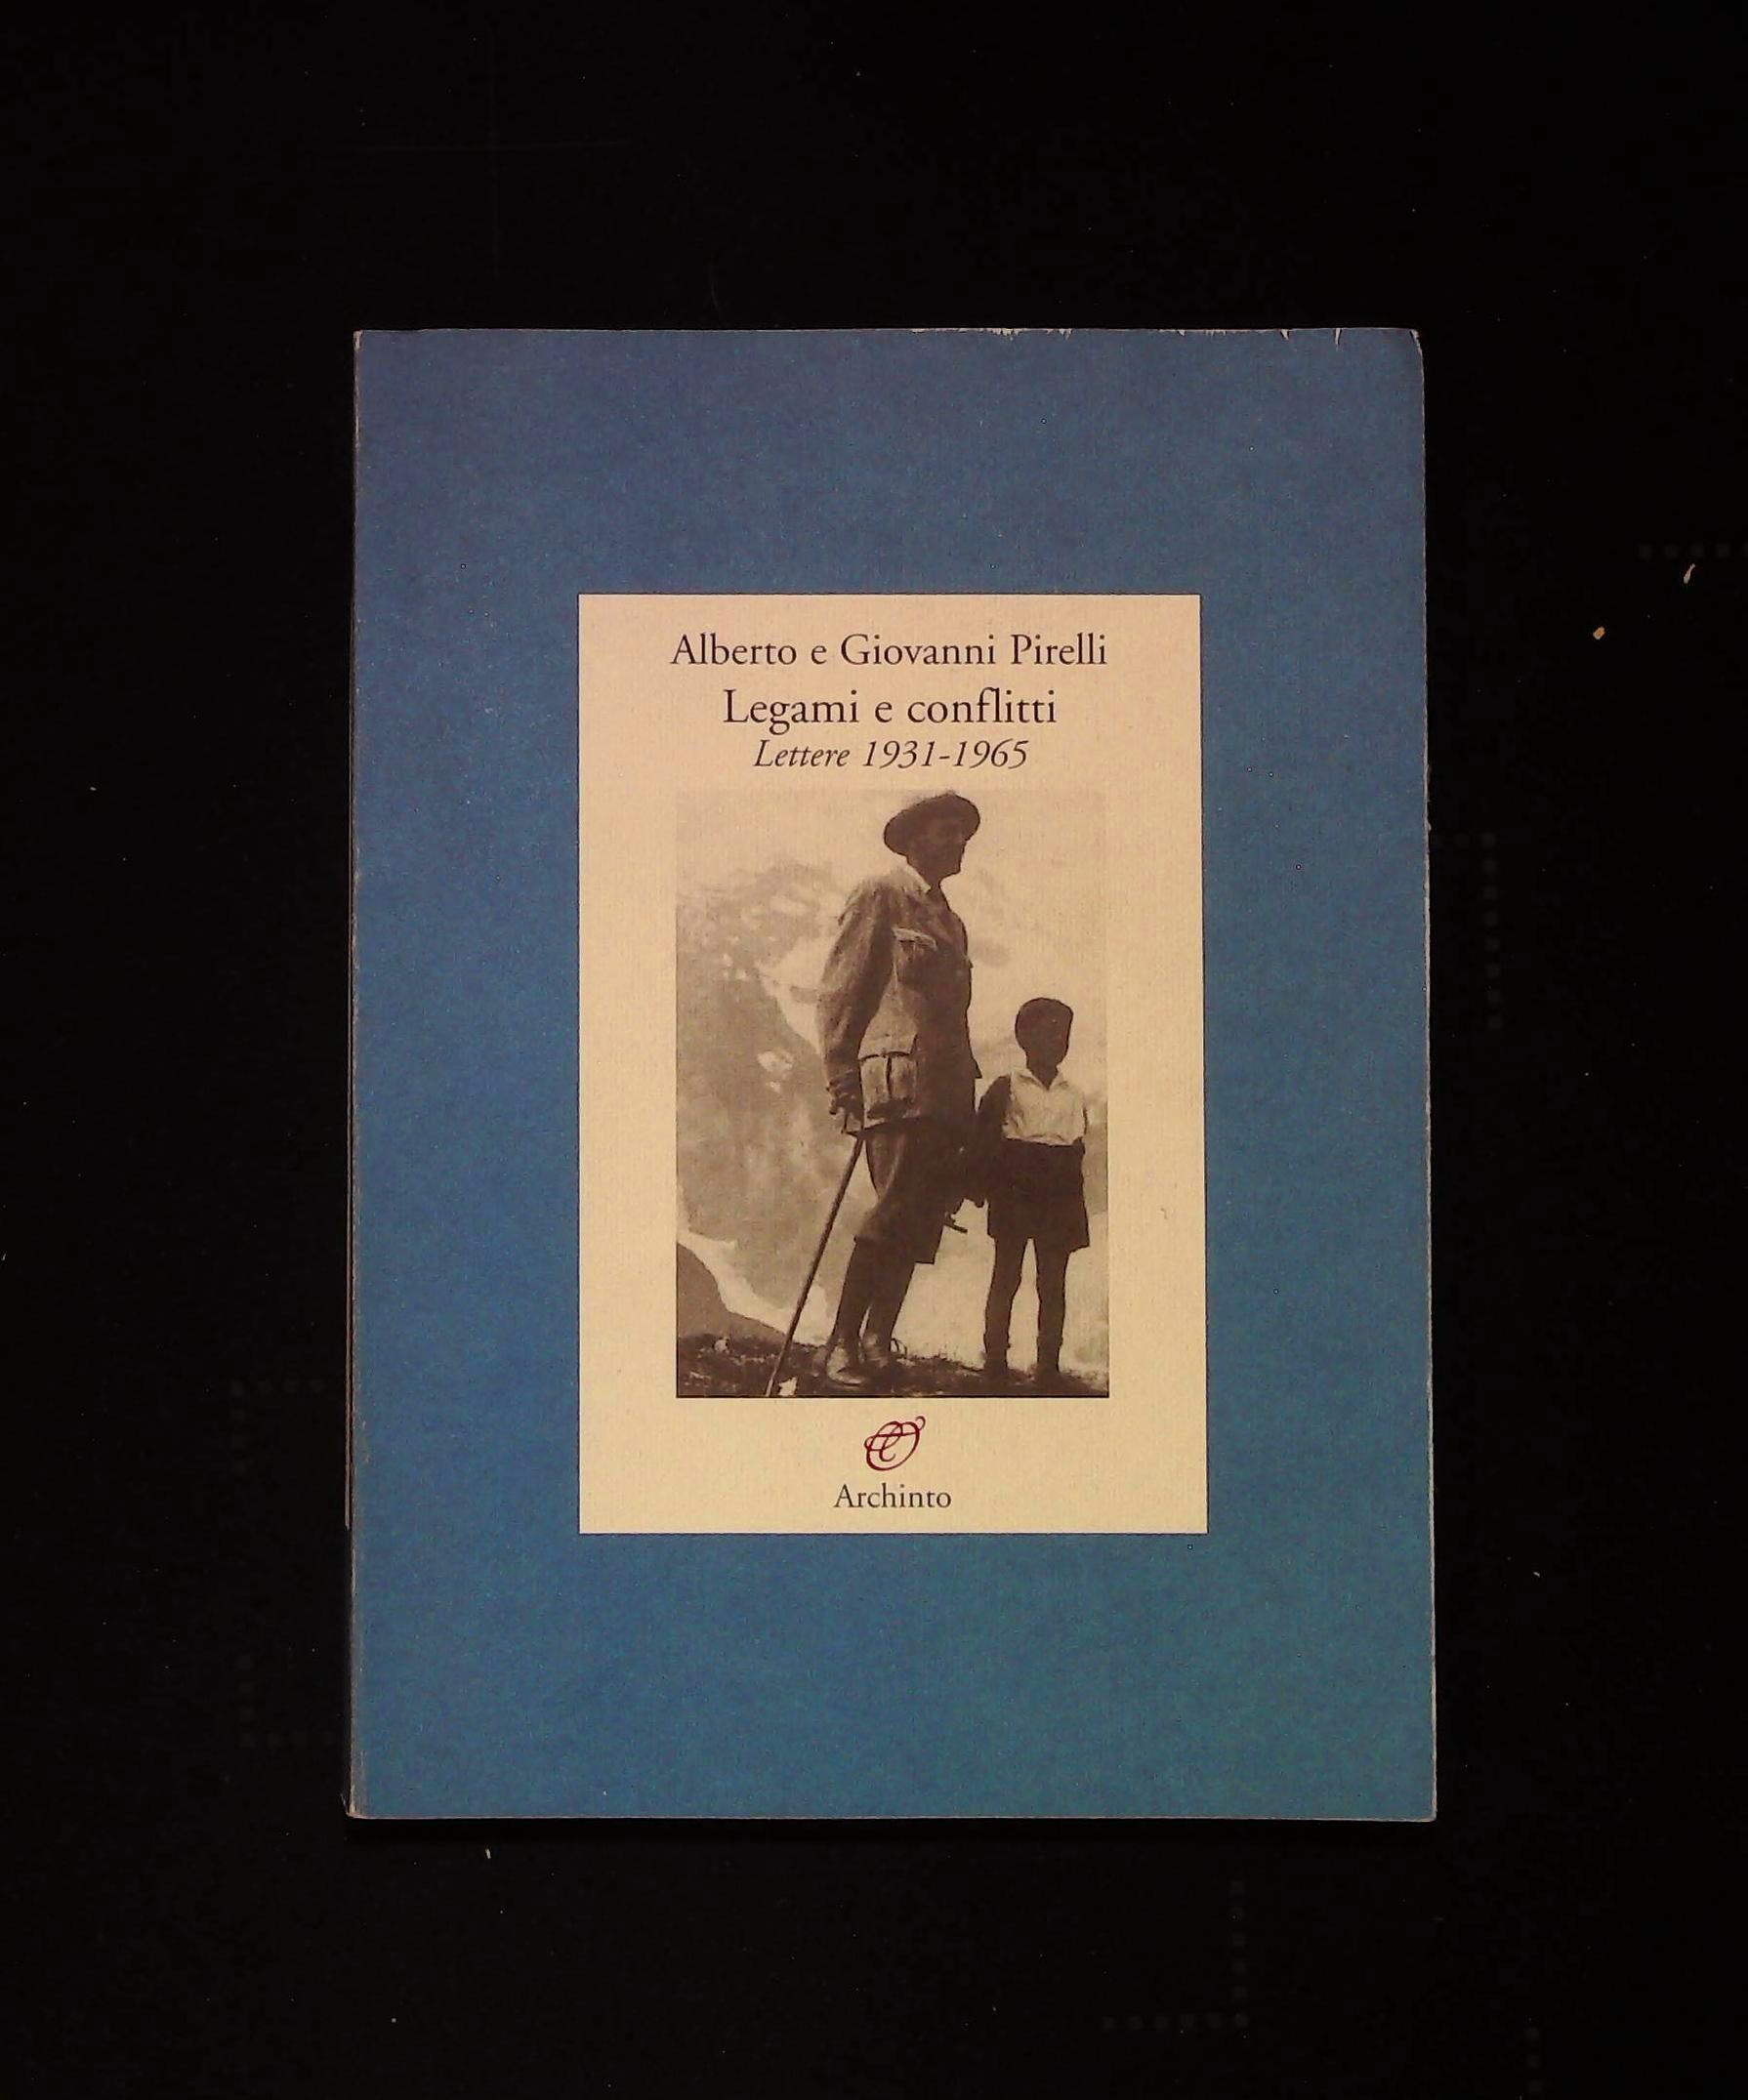 Alberto e Giovanni Pirelli
Legami e conflitti
Lettere 1931-1965
Archinto